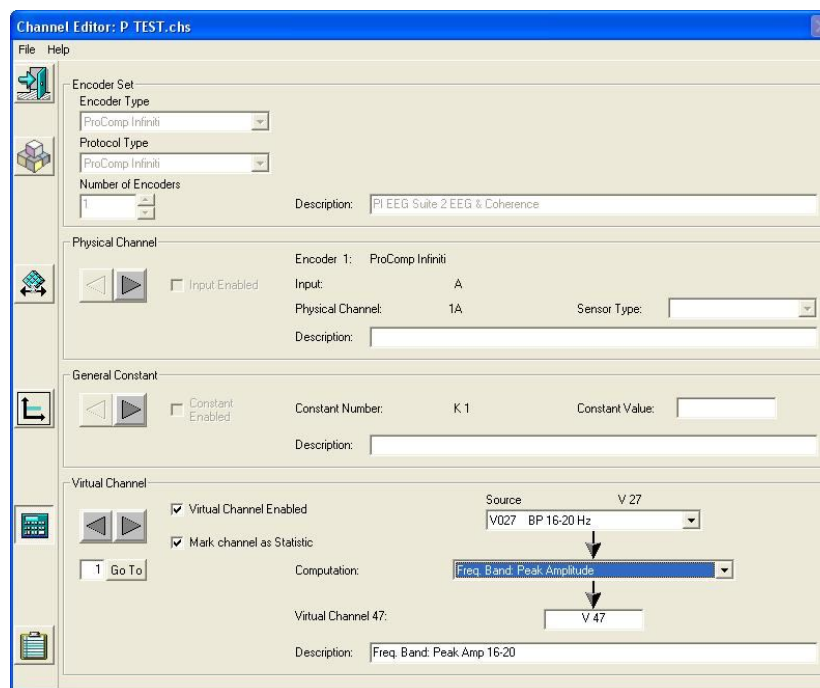 Channel Editor: P TEST.chs
File Help
Encoder Set
Encoder Type
ProComp Infiniti
Protocol Type
ProComp Infiniti
Number of Encoders
1
Description: PI EEG Suite 2 EEG & Coherence
Physical Channel
Encoder 1: ProComp Infiniti
Input Enabled
Input: A
Physical Channel: 1A
Sensor Type:
Description:
General Constant
Constant Enabled
Constant Number: K 1
Constant Value:
Description:
Virtual Channel
Virtual Channel Enabled
Source V 27
V027 BP 16-20 Hz
Mark channel as Statistic
1 Go To
Computation: Freq. Band: Peak Amplitude
Virtual Channel 47: V 47
Description: Freq. Band: Peak Amp 16-20